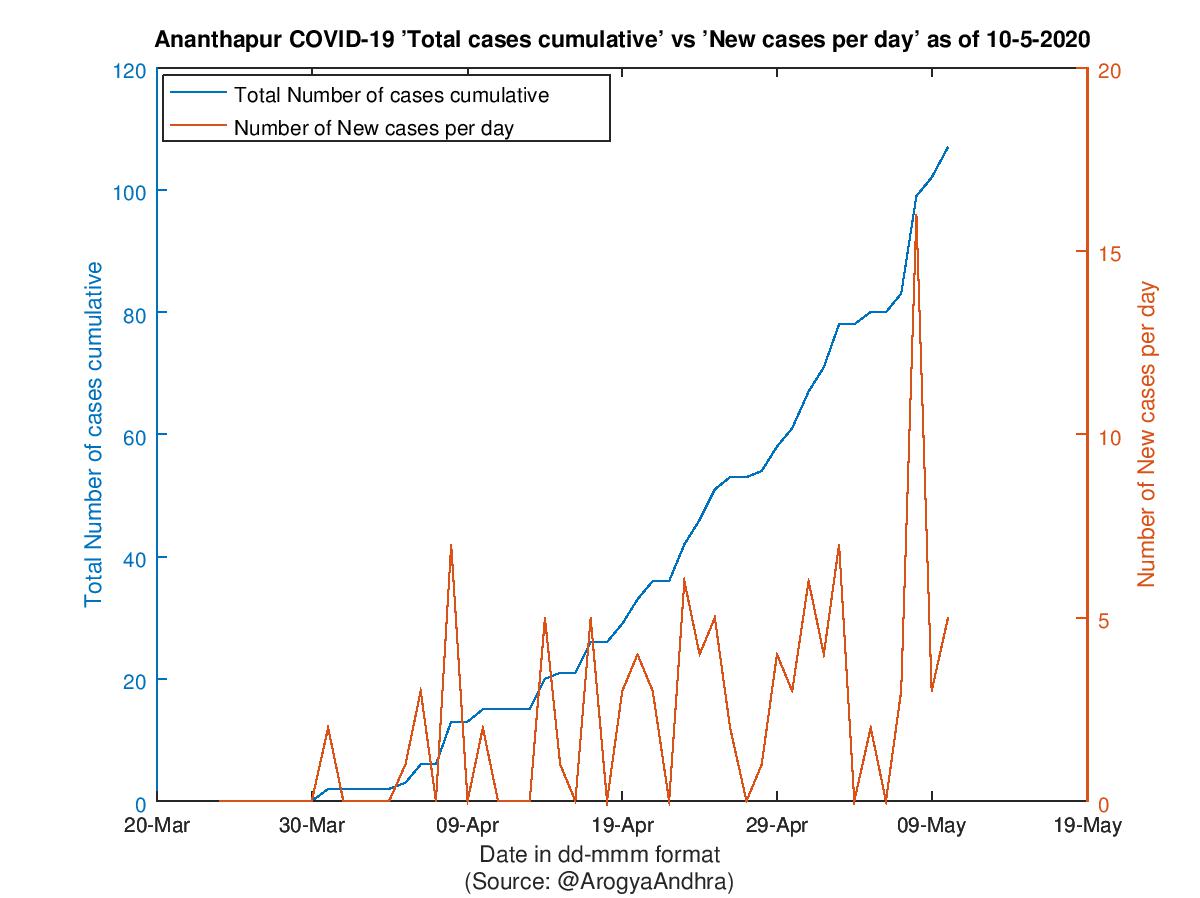 Ananthapur COVID-19 ’Total cases cumulative’ vs ’New cases per day’ as of 10-5-2020
Total Number of cases cumulative
Number of New cases per day
120
100
80
60
40
20
0
Total Number of cases cumulative
20
15
10
5
0
Number of New cases per day
20-Mar 30-Mar 09-Apr 19-Apr 29-Apr 09-May 19-May
Date in dd-mmm format
(Source: @ArogyaAndhra)